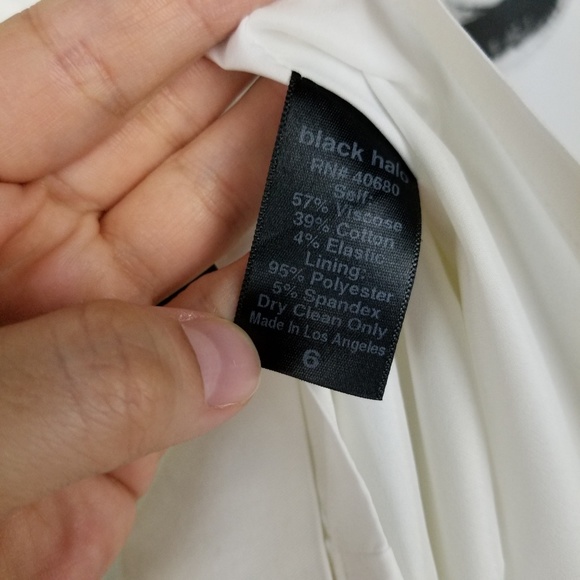 black halo
RN# 40680
Self:
57% Viscose
39% Cotton
4% Elastic
Lining:
95% Polyester
5% Spandex
Dry Clean Only
Made In Los Angeles
6